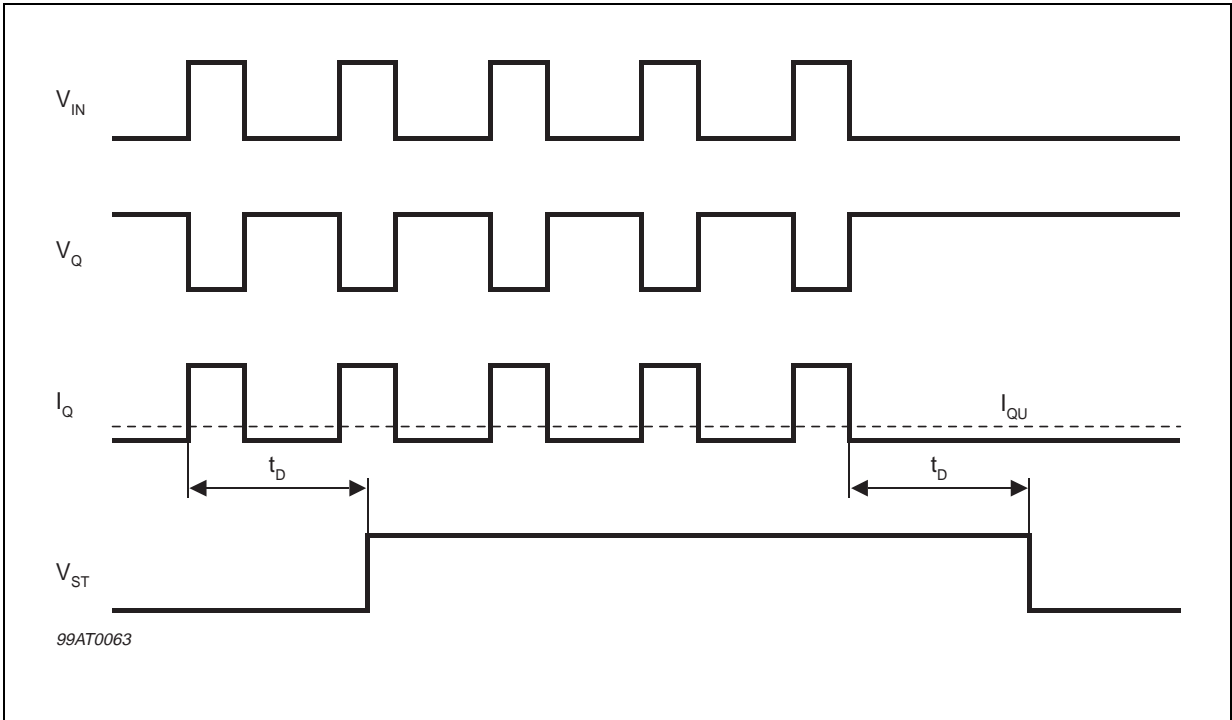 V_IN
V_Q
I_Q
I_QU
t_D
t_D
V_ST
99AT0063